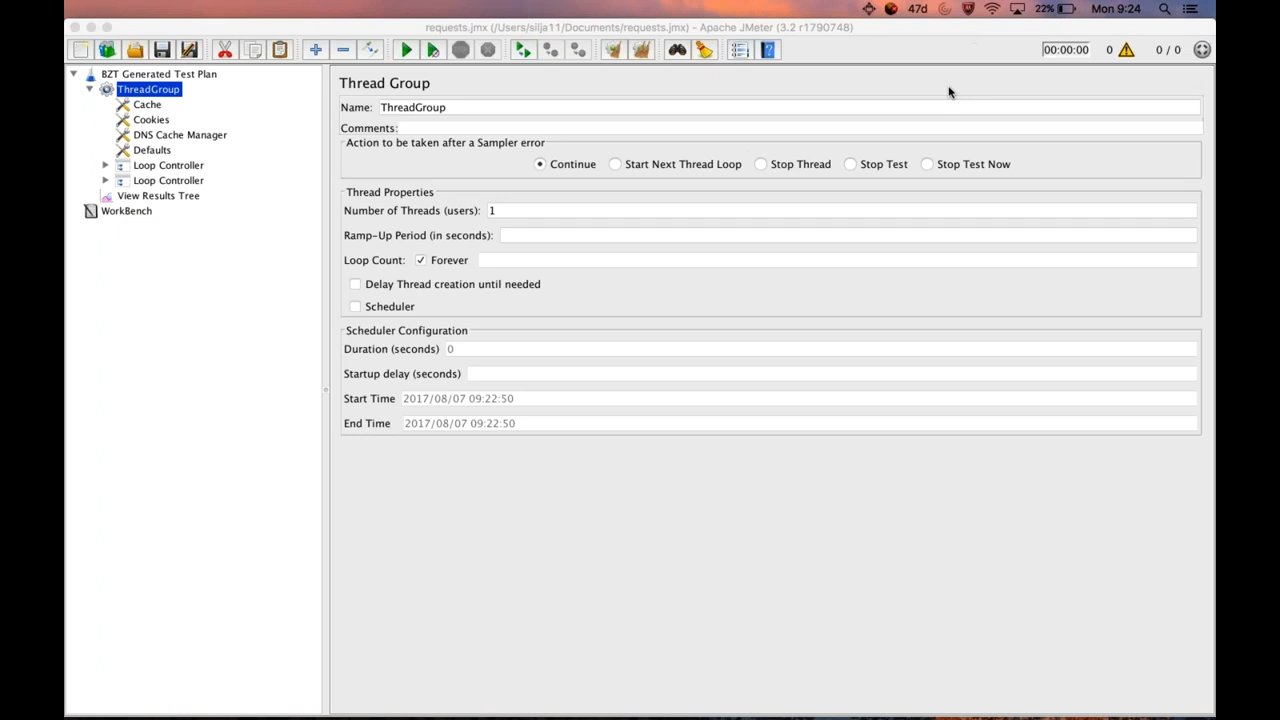 47d 22% Mon 9:24
requests.jmx (/Users/silja11/Documents/requests.jmx) - Apache JMeter (3.2 r1790748)
00:00:00 0 0 / 0
BZT Generated Test Plan
ThreadGroup
Cache
Cookies
DNS Cache Manager
Defaults
Loop Controller
Loop Controller
View Results Tree
WorkBench
Thread Group
Name: ThreadGroup
Comments:
Action to be taken after a Sampler error
Continue Start Next Thread Loop Stop Thread Stop Test Stop Test Now
Thread Properties
Number of Threads (users): 1
Ramp-Up Period (in seconds):
Loop Count: Forever
Delay Thread creation until needed
Scheduler
Scheduler Configuration
Duration (seconds) 0
Startup delay (seconds)
Start Time 2017/08/07 09:22:50
End Time 2017/08/07 09:22:50